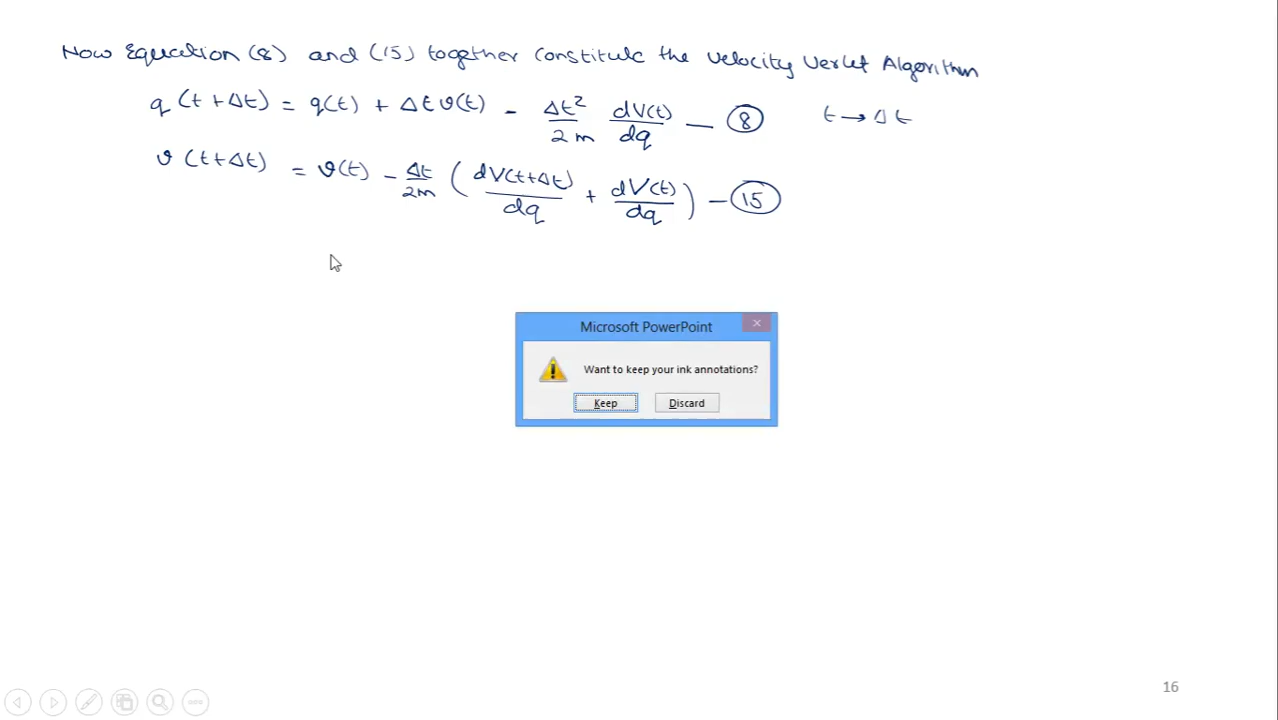 Now Equation (8) and (15) together constitute the velocity verlet Algorithm
q (t+Δt) = q(t) + Δt ϑ(t) - Δt²/2m dV(t)/dq — (8) t → Δt
ϑ (t+Δt) = ϑ(t) - Δt/2m ( dV(t+Δt)/dq + dV(t)/dq ) — (15)
Microsoft PowerPoint
Want to keep your ink annotations?
Keep Discard
16